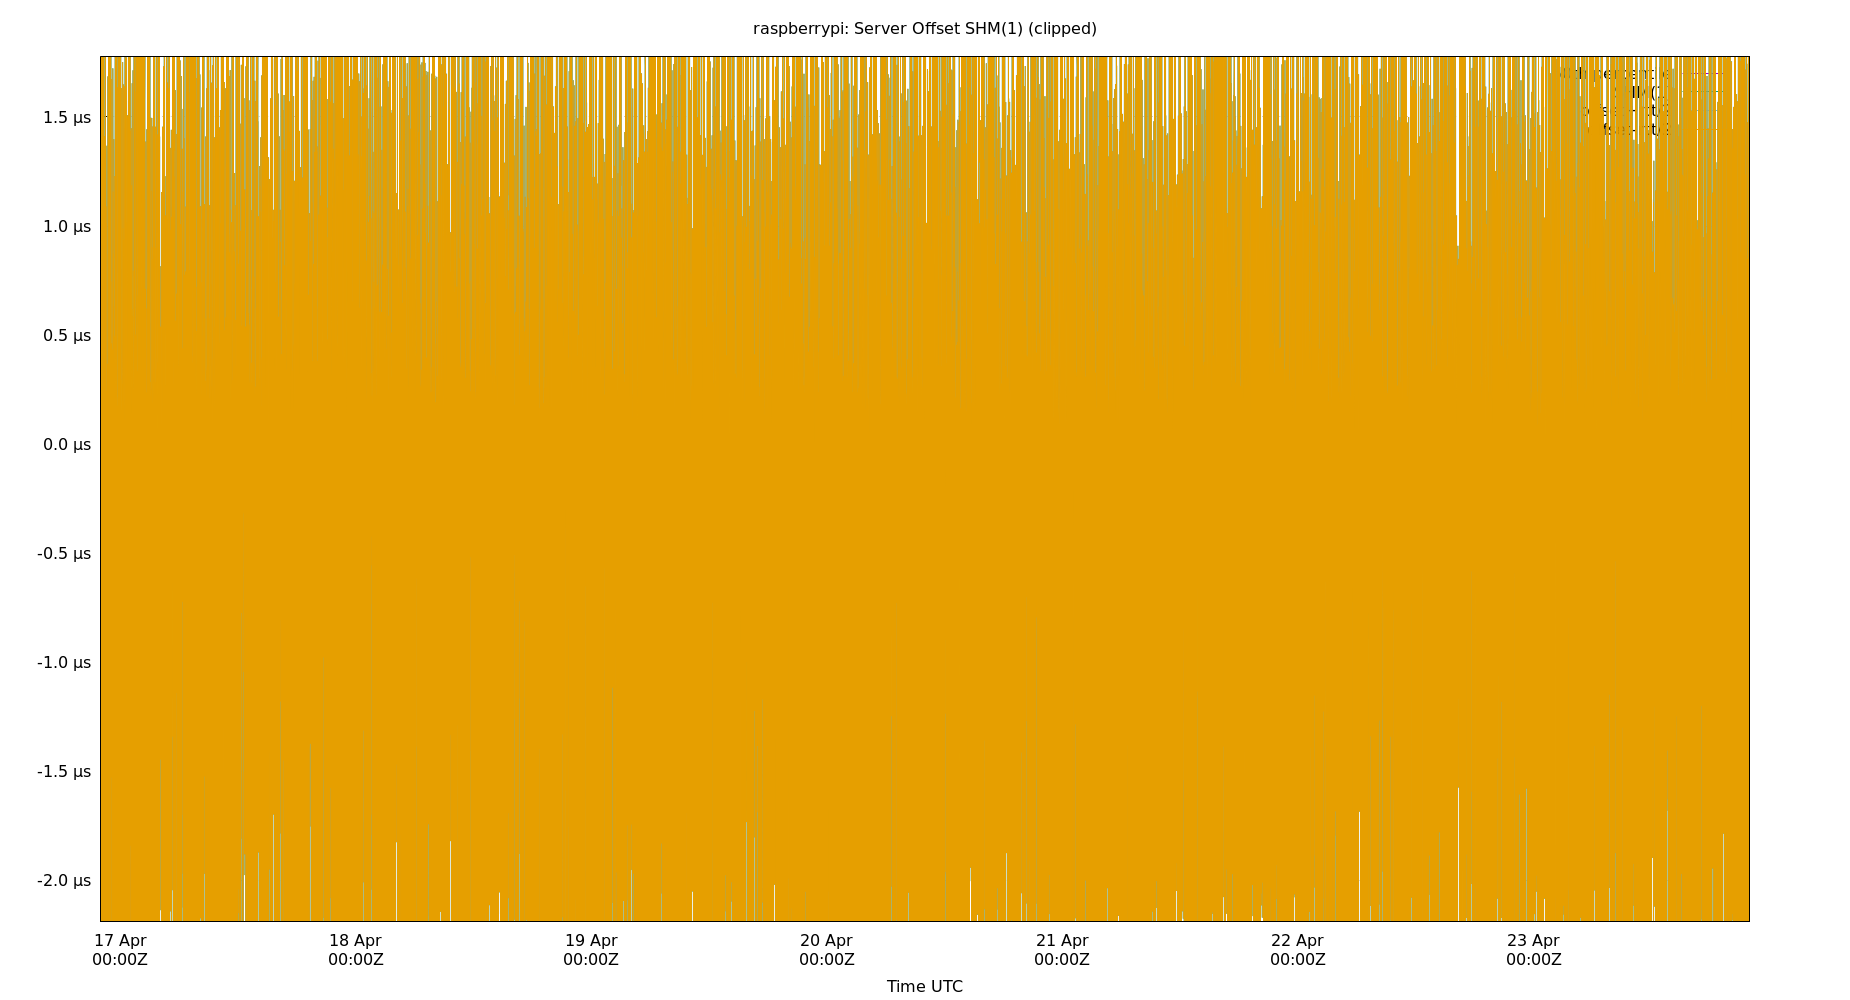 raspberrypi: Server Offset SHM(1) (clipped)
1.5 µs
1.0 µs
0.5 µs
0.0 µs
-0.5 µs
-1.0 µs
-1.5 µs
-2.0 µs
17 Apr 18 Apr 19 Apr 20 Apr 21 Apr 22 Apr 23 Apr
00:00Z 00:00Z 00:00Z 00:00Z 00:00Z 00:00Z 00:00Z
Time UTC